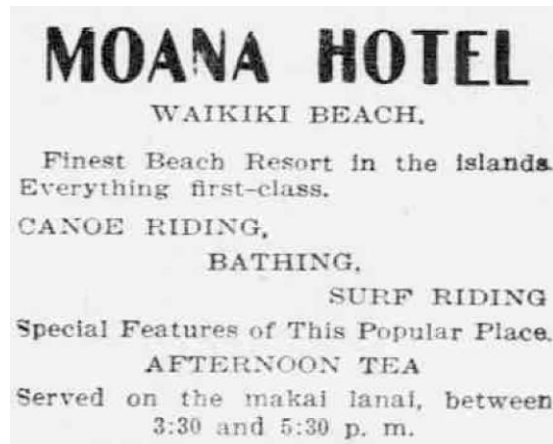 MOANA HOTEL
WAIKIKI BEACH.
Finest Beach Resort in the islands
Everything first-class.
CANOE RIDING,
BATHING,
SURF RIDING
Special Features of This Popular Place.
AFTERNOON TEA
Served on the makai lanai, between
3:30 and 5:30 p. m.